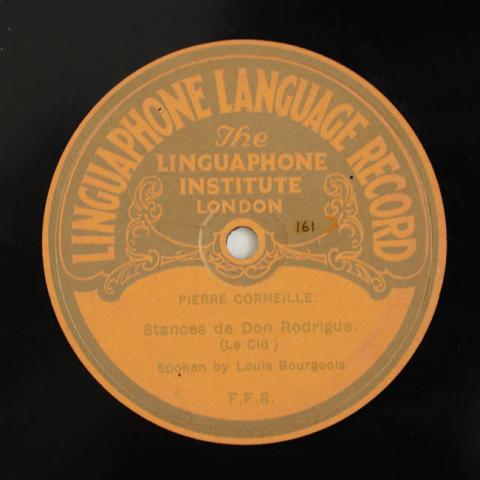 LINGUAPHONE LANGUAGE RECORD
The
LINGUAPHONE
INSTITUTE
LONDON
161
PIERRE CORNEILLE.
Stances de Don Rodrigue.
(Le Cid)
Spoken by Louis Bourgeois.
F.F.8.